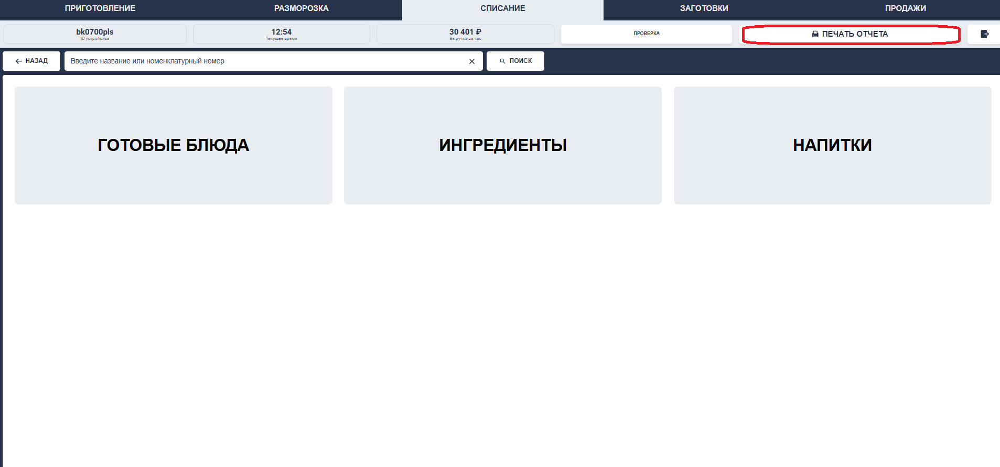 ПРИГОТОВЛЕНИЕ РАЗМОРОЗКА СПИСАНИЕ ЗАГОТОВКИ ПРОДАЖИ
bk0700pls 12:54 30 401 ₽ ПРОВЕРКА ПЕЧАТЬ ОТЧЕТА
ID устройства Текущее время Выручка за час
НАЗАД Введите название или номенклатурный номер ПОИСК
ГОТОВЫЕ БЛЮДА ИНГРЕДИЕНТЫ НАПИТКИ